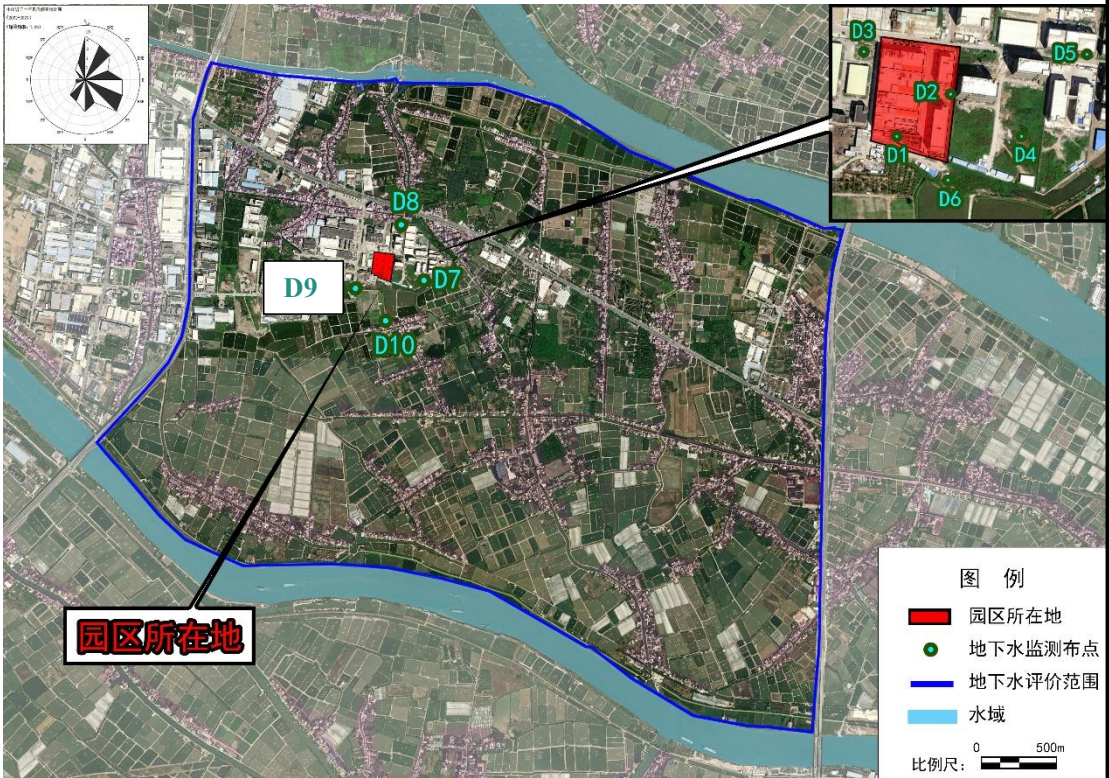 D3
D5
D2
D1
D4
D6
D8
D9
D7
D10
园区所在地
图 例
园区所在地
地下水监测布点
地下水评价范围
水域
0 500m
比例尺: